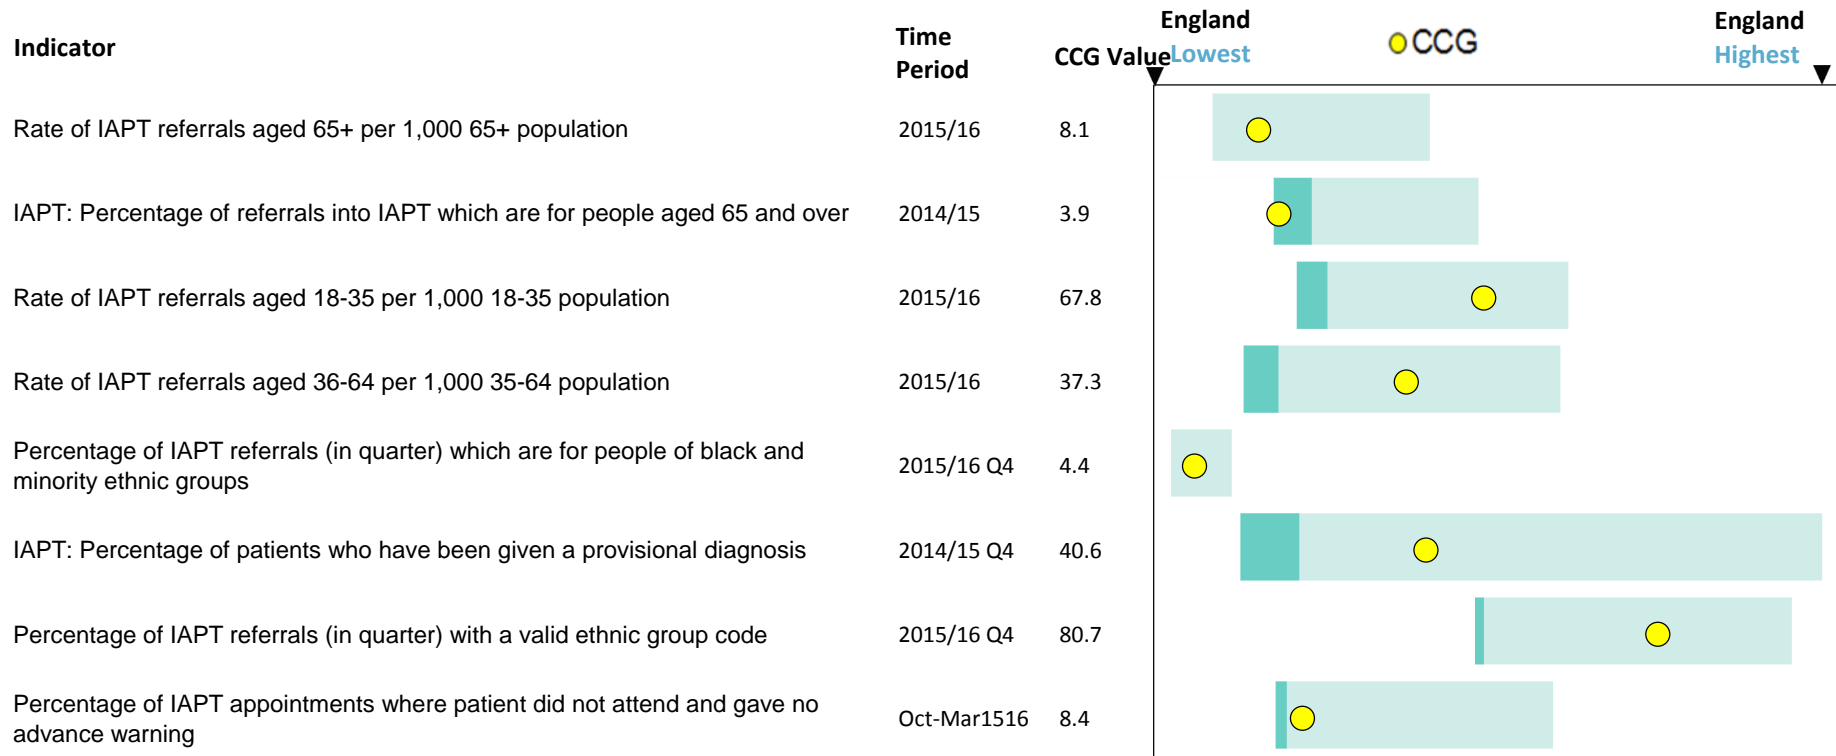 Indicator
Time
Period
CCG Value
England
Lowest
CCG
England
Highest
Rate of IAPT referrals aged 65+ per 1,000 65+ population 2015/16 8.1
IAPT: Percentage of referrals into IAPT which are for people aged 65 and over 2014/15 3.9
Rate of IAPT referrals aged 18-35 per 1,000 18-35 population 2015/16 67.8
Rate of IAPT referrals aged 36-64 per 1,000 35-64 population 2015/16 37.3
Percentage of IAPT referrals (in quarter) which are for people of black and
minority ethnic groups 2015/16 Q4 4.4
IAPT: Percentage of patients who have been given a provisional diagnosis 2014/15 Q4 40.6
Percentage of IAPT referrals (in quarter) with a valid ethnic group code 2015/16 Q4 80.7
Percentage of IAPT appointments where patient did not attend and gave no
advance warning Oct-Mar1516 8.4